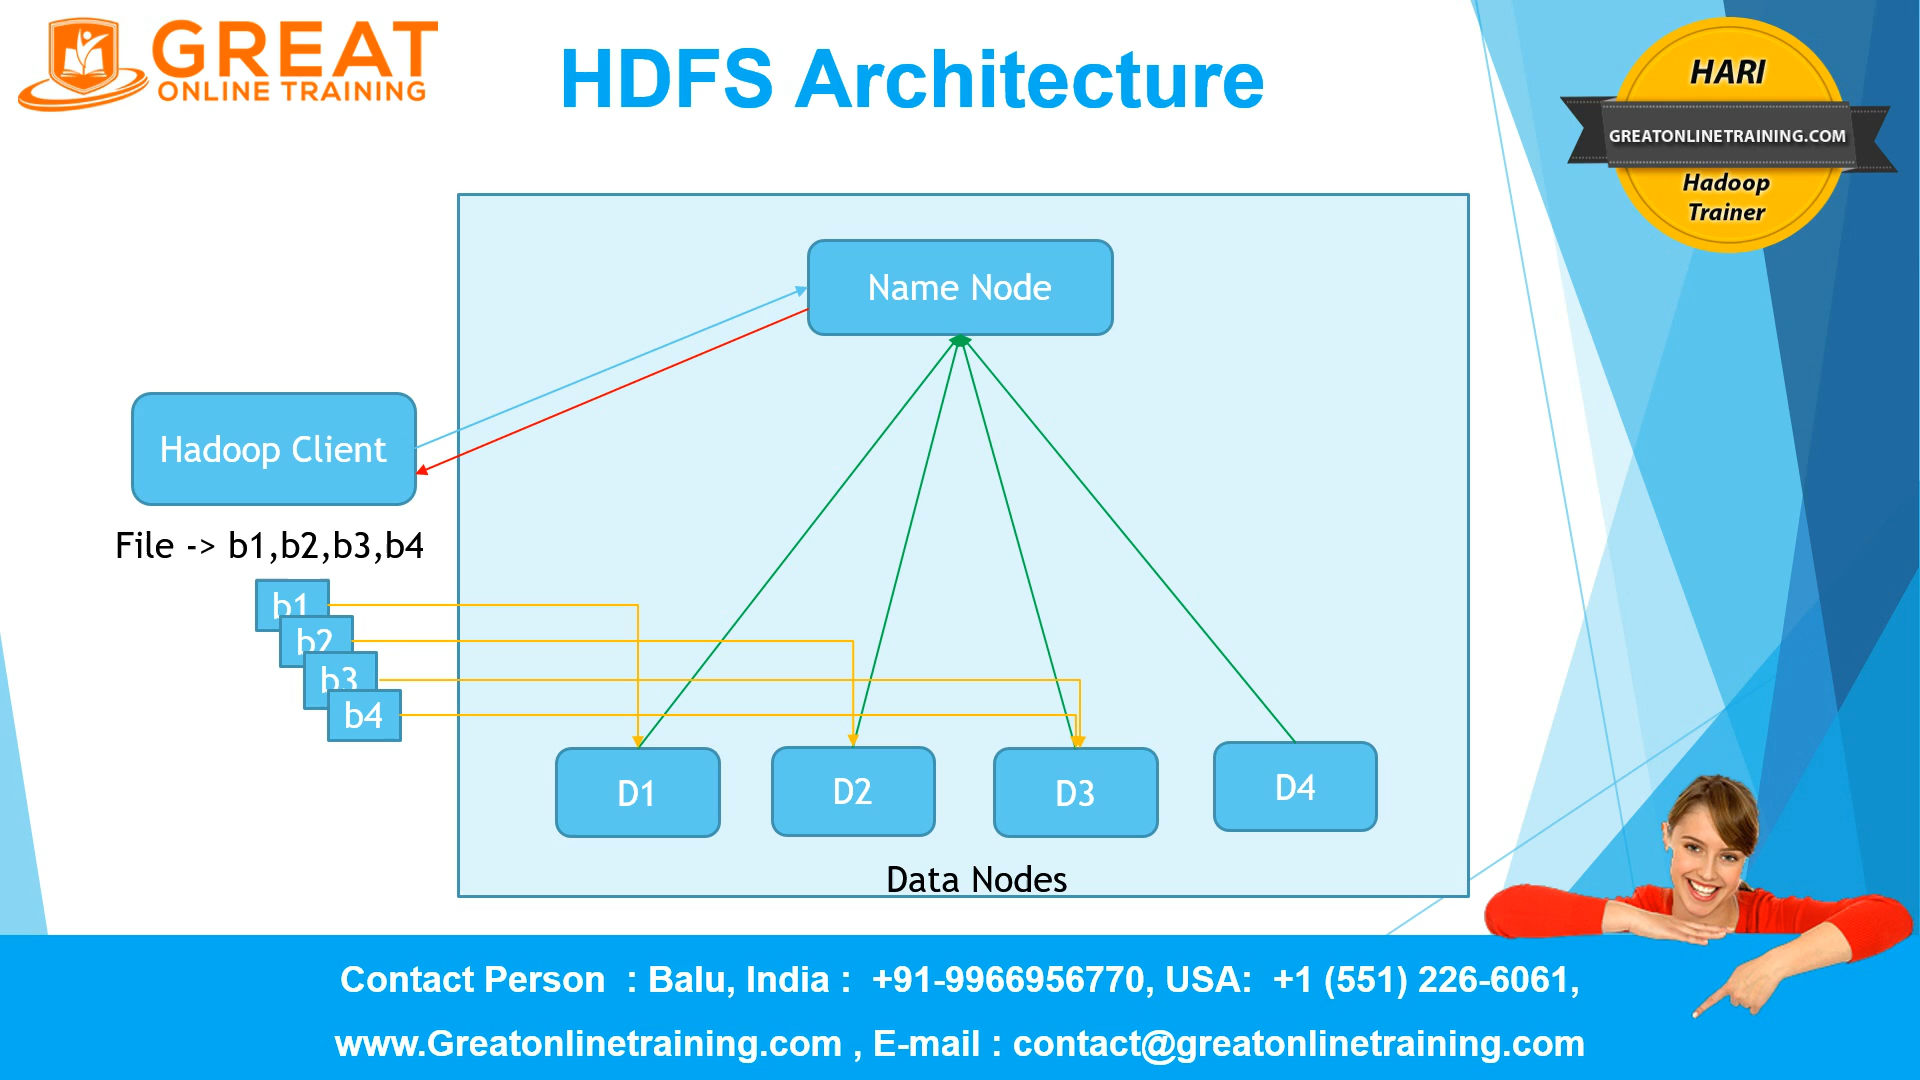 GREAT
ONLINE TRAINING
HDFS Architecture
HARI
GREATONLINETRAINING.COM
Hadoop
Trainer
Name Node
Hadoop Client
File -> b1,b2,b3,b4
b1
b2
b3
b4
D1
D2
D3
D4
Data Nodes
Contact Person : Balu, India : +91-9966956770, USA: +1 (551) 226-6061,
www.Greatonlinetraining.com , E-mail : contact@greatonlinetraining.com